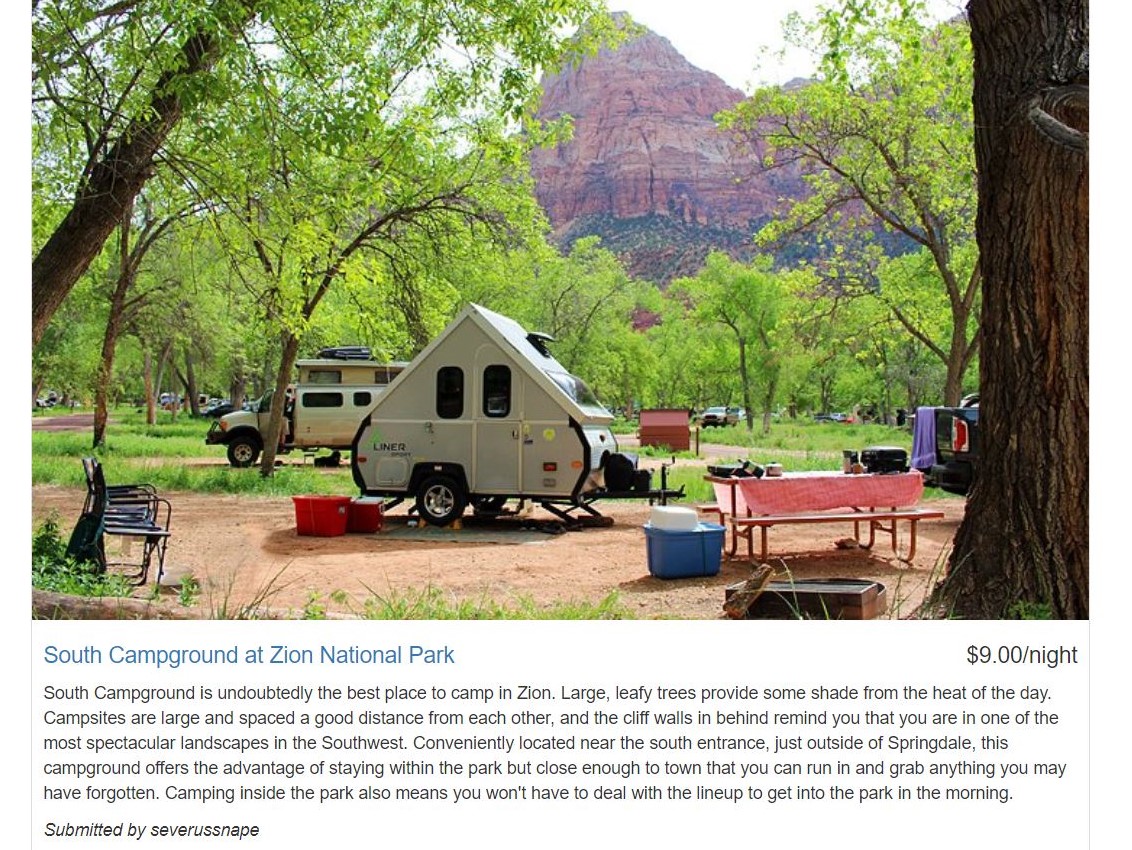 LINER
SPORT
South Campground at Zion National Park
$9.00/night
South Campground is undoubtedly the best place to camp in Zion. Large, leafy trees provide some shade from the heat of the day.
Campsites are large and spaced a good distance from each other, and the cliff walls in behind remind you that you are in one of the
most spectacular landscapes in the Southwest. Conveniently located near the south entrance, just outside of Springdale, this
campground offers the advantage of staying within the park but close enough to town that you can run in and grab anything you may
have forgotten. Camping inside the park also means you won't have to deal with the lineup to get into the park in the morning.
Submitted by severussnape